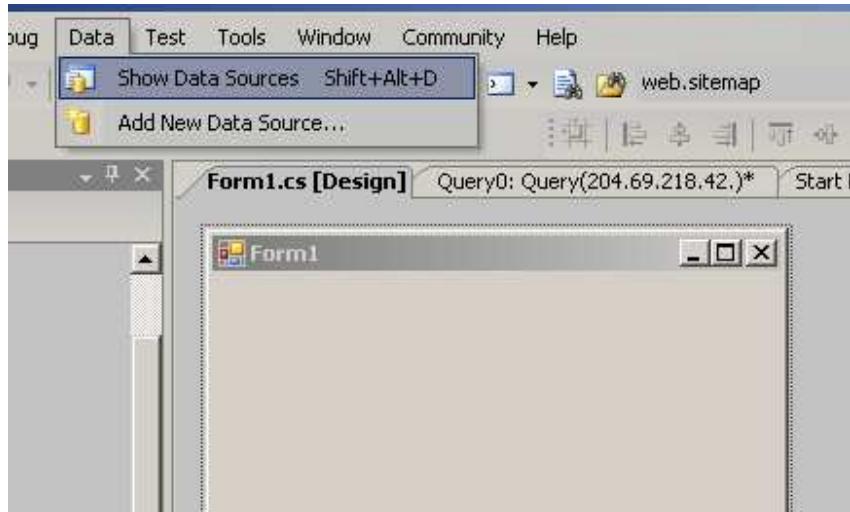 bug Data Test Tools Window Community Help
Show Data Sources Shift+Alt+D
web.sitemap
Add New Data Source...
Form1.cs [Design] Query0: Query(204.69.218.42.)* Start
Form1